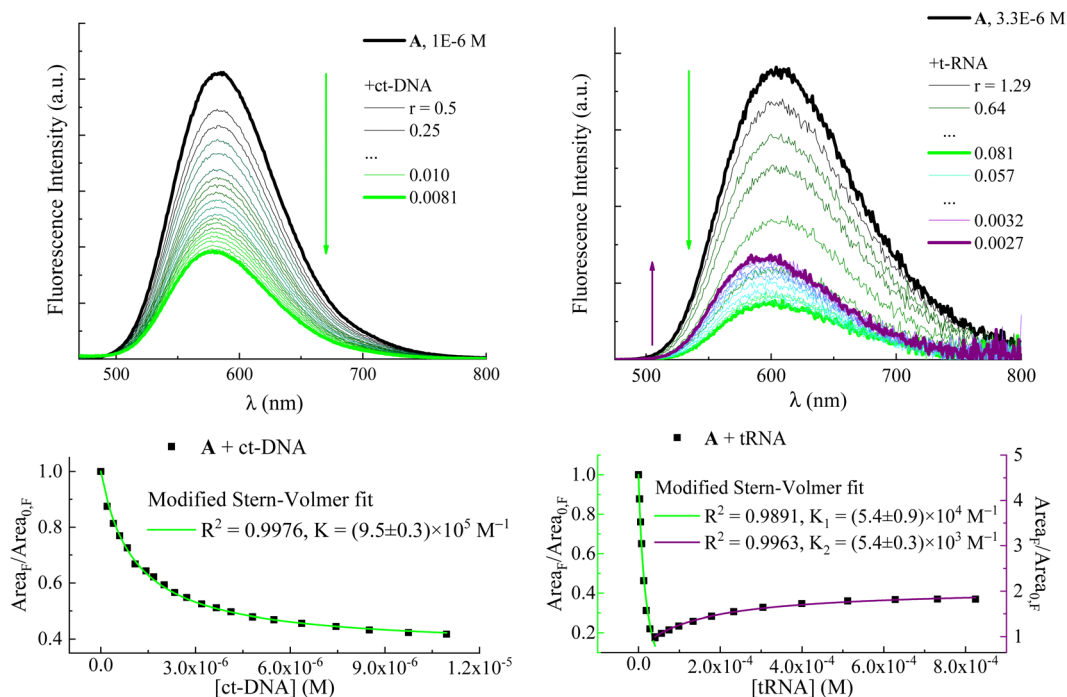 A, 1E-6 M
+ct-DNA
r = 0.5
0.25
...
0.010
0.0081
Fluorescence Intensity (a.u.)
500 600 700 800
λ (nm)
A, 3.3E-6 M
+t-RNA
r = 1.29
0.64
...
0.081
0.057
...
0.0032
0.0027
Fluorescence Intensity (a.u.)
500 600 700 800
λ (nm)
A + ct-DNA
Modified Stern-Volmer fit
R² = 0.9976, K = (9.5±0.3)×10⁵ M⁻¹
Area_F/Area_0,F
1.0
0.8
0.6
0.4
0.0 3.0x10⁻⁶ 6.0x10⁻⁶ 9.0x10⁻⁶ 1.2x10⁻⁵
[ct-DNA] (M)
A + tRNA
Modified Stern-Volmer fit
R² = 0.9891, K₁ = (5.4±0.9)×10⁴ M⁻¹
R² = 0.9963, K₂ = (5.4±0.3)×10³ M⁻¹
Area_F/Area_0,F
1.0
0.8
0.6
0.4
0.2
5
4
3
2
1
Area_F/Area_0,F
0.0 2.0x10⁻⁴ 4.0x10⁻⁴ 6.0x10⁻⁴ 8.0x10⁻⁴
[tRNA] (M)